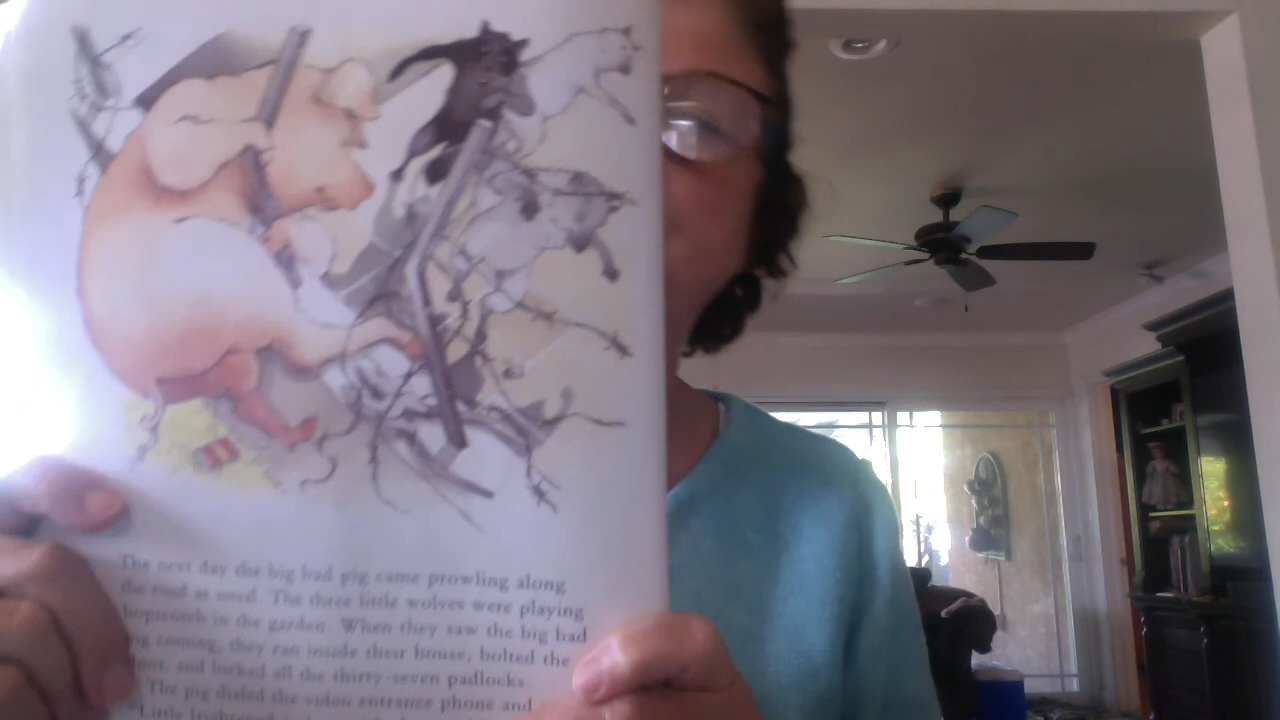 The next day the big bad pig came prowling along
the road as usual. The three little wolves were playing
hopscotch in the garden. When they saw the big bad
pig coming, they ran inside their house, bolted the
door, and locked all the thirty-seven padlocks.
The pig dialed the video entrance phone and
"Little frightened